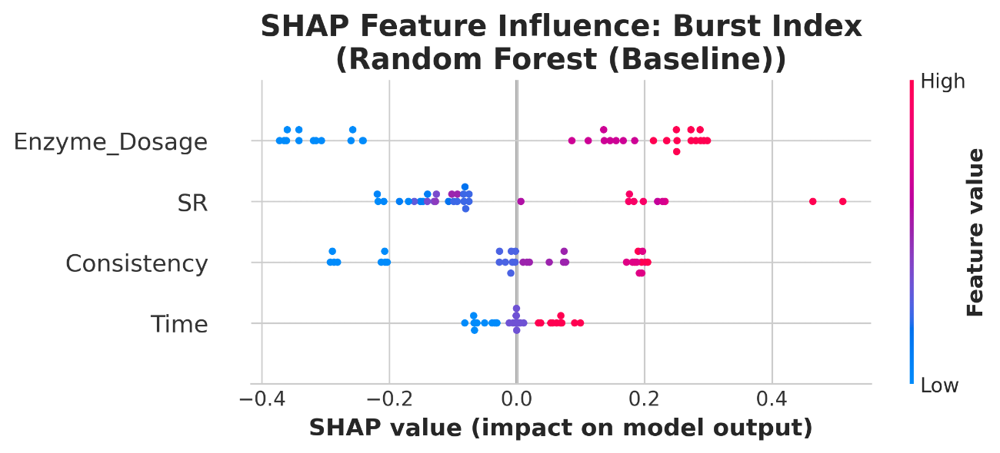 SHAP Feature Influence: Burst Index
(Random Forest (Baseline))
High
Enzyme_Dosage
SR
Consistency
Time
Feature value
Low
−0.4 −0.2 0.0 0.2 0.4
SHAP value (impact on model output)